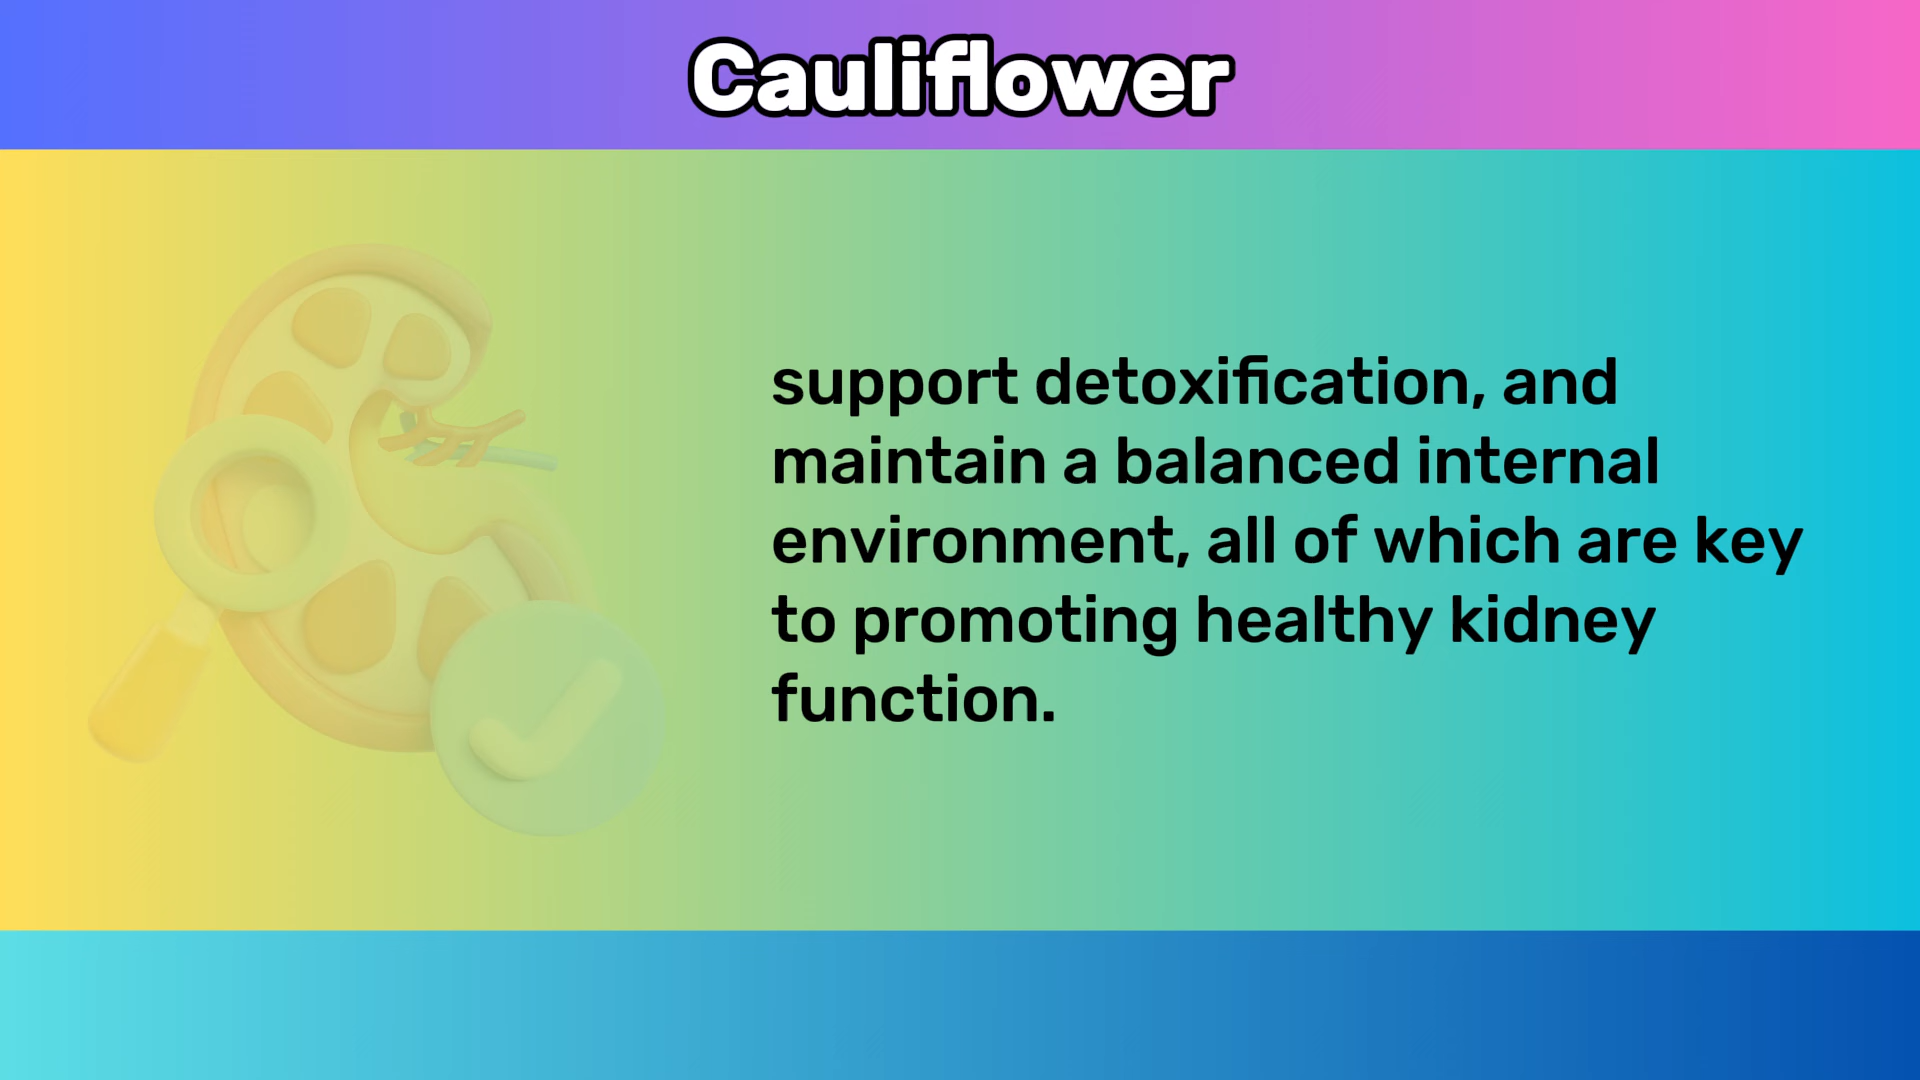 Cauliflower
support detoxification, and
maintain a balanced internal
environment, all of which are key
to promoting healthy kidney
function.